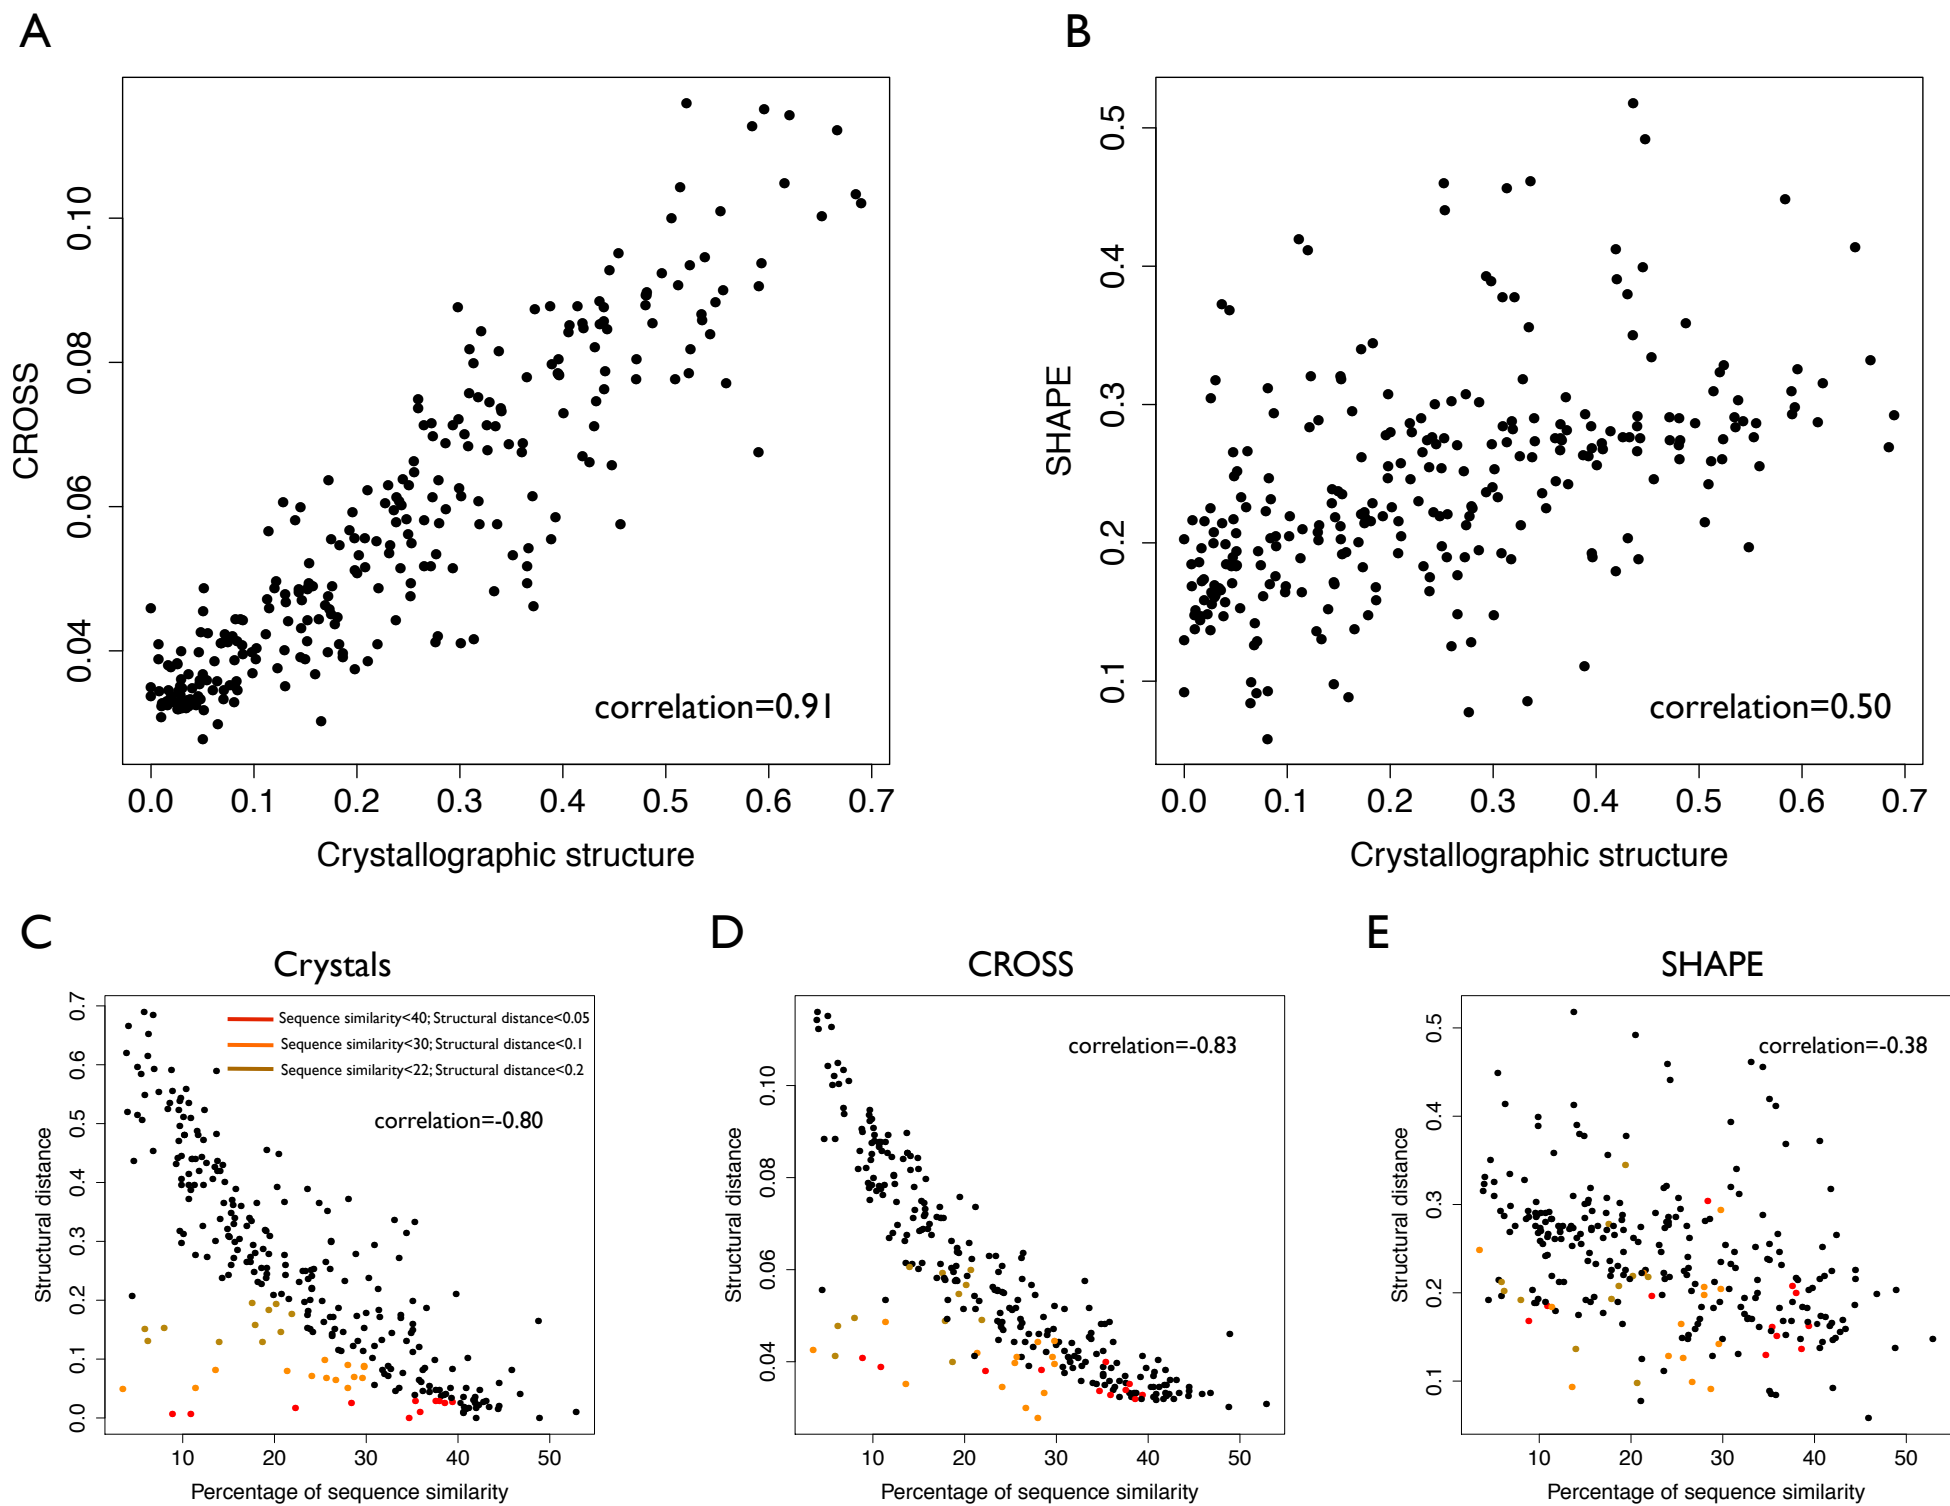 A
B
CROSS
0.10
0.08
0.06
0.04
correlation=0.91
0.0 0.1 0.2 0.3 0.4 0.5 0.6 0.7
Crystallographic structure
SHAPE
0.5
0.4
0.3
0.2
0.1
correlation=0.50
0.0 0.1 0.2 0.3 0.4 0.5 0.6 0.7
Crystallographic structure
C
Crystals
Structural distance
0.7
0.6
0.5
0.4
0.3
0.2
0.1
0.0
Sequence similarity<40; Structural distance<0.05
Sequence similarity<30; Structural distance<0.1
Sequence similarity<22; Structural distance<0.2
correlation=-0.80
10 20 30 40 50
Percentage of sequence similarity
D
CROSS
Structural distance
0.10
0.08
0.06
0.04
correlation=-0.83
10 20 30 40 50
Percentage of sequence similarity
E
SHAPE
Structural distance
0.5
0.4
0.3
0.2
0.1
correlation=-0.38
10 20 30 40 50
Percentage of sequence similarity